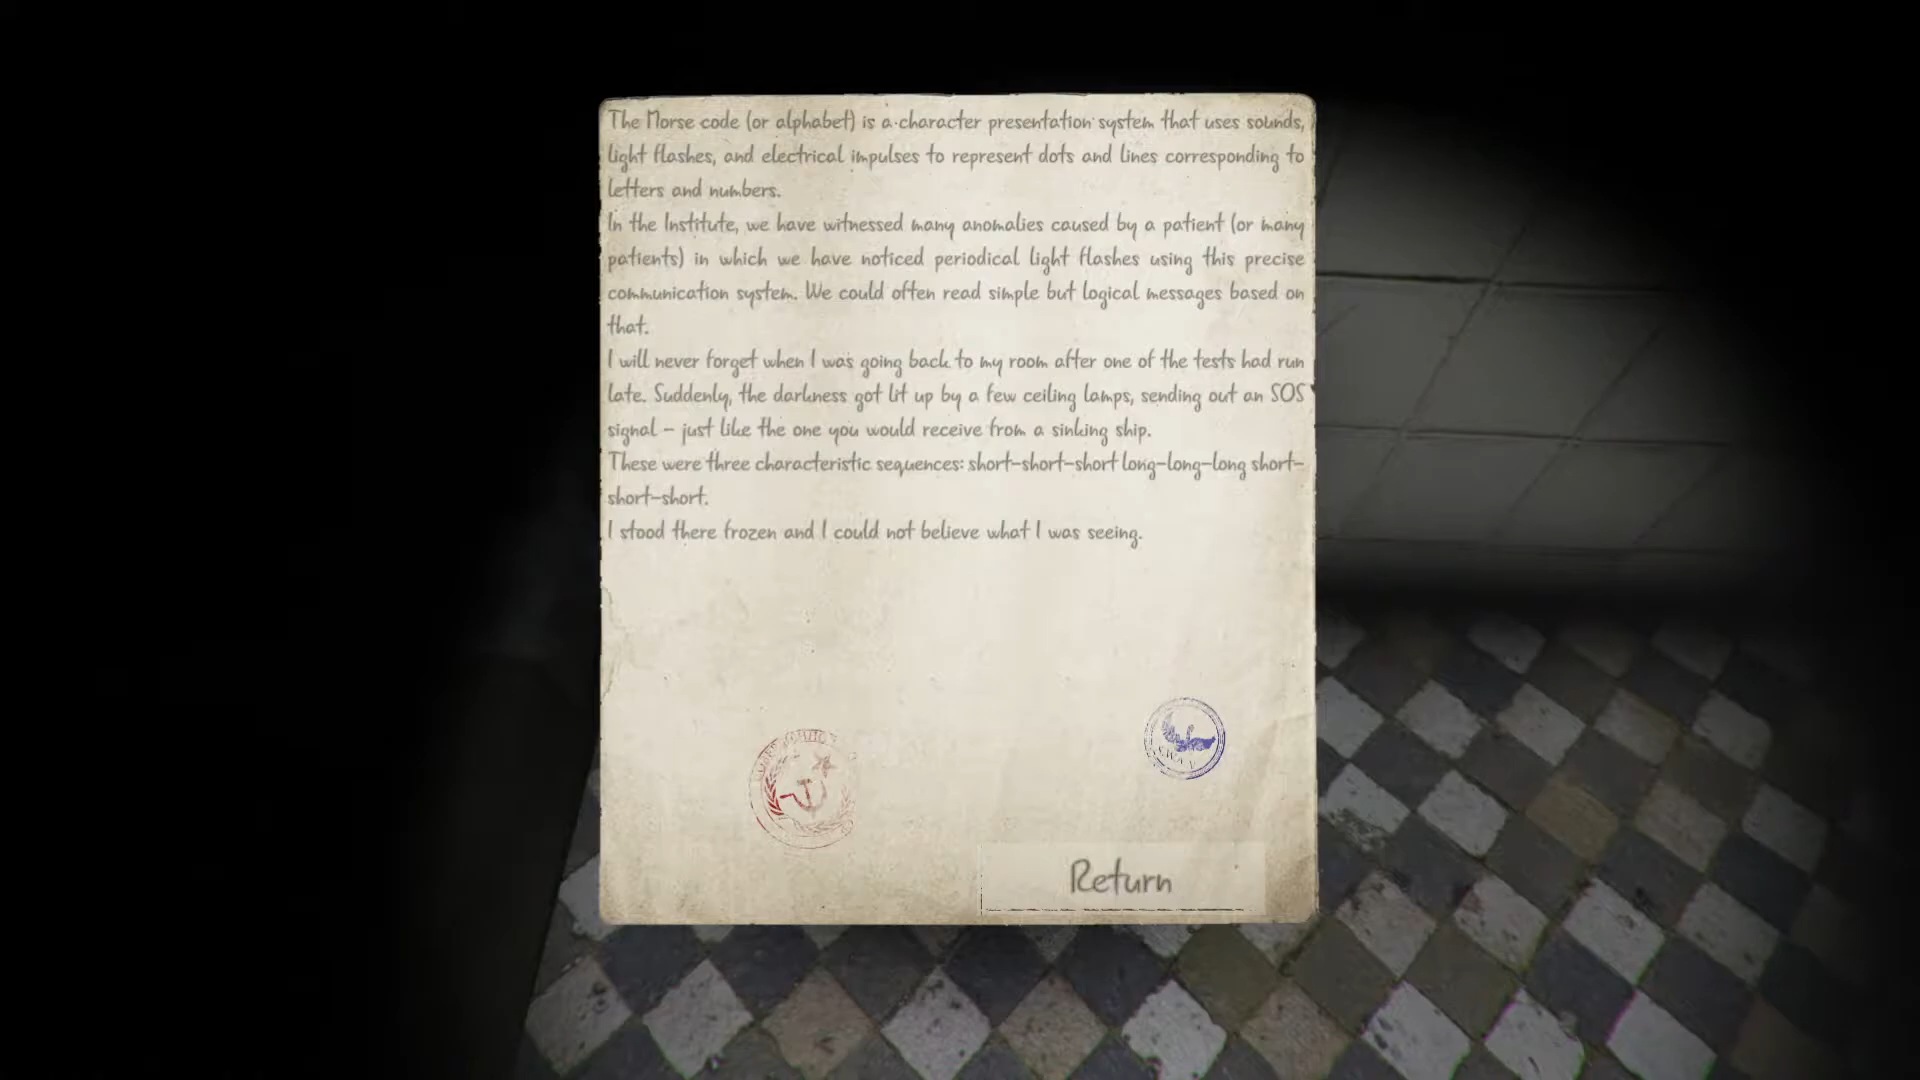 The Morse code (or alphabet) is a character presentation system that uses sounds,
light flashes, and electrical impulses to represent dots and lines corresponding to
letters and numbers.
In the Institute, we have witnessed many anomalies caused by a patient (or many
patients) in which we have noticed periodical light flashes using this precise
communication system. We could often read simple but logical messages based on
that.
I will never forget when I was going back to my room after one of the tests had run
late. Suddenly, the darkness got lit up by a few ceiling lamps, sending out an SOS
signal – just like the one you would receive from a sinking ship.
These were three characteristic sequences: short-short-short long-long-long short-
short-short.
I stood there frozen and I could not believe what I was seeing.
Return